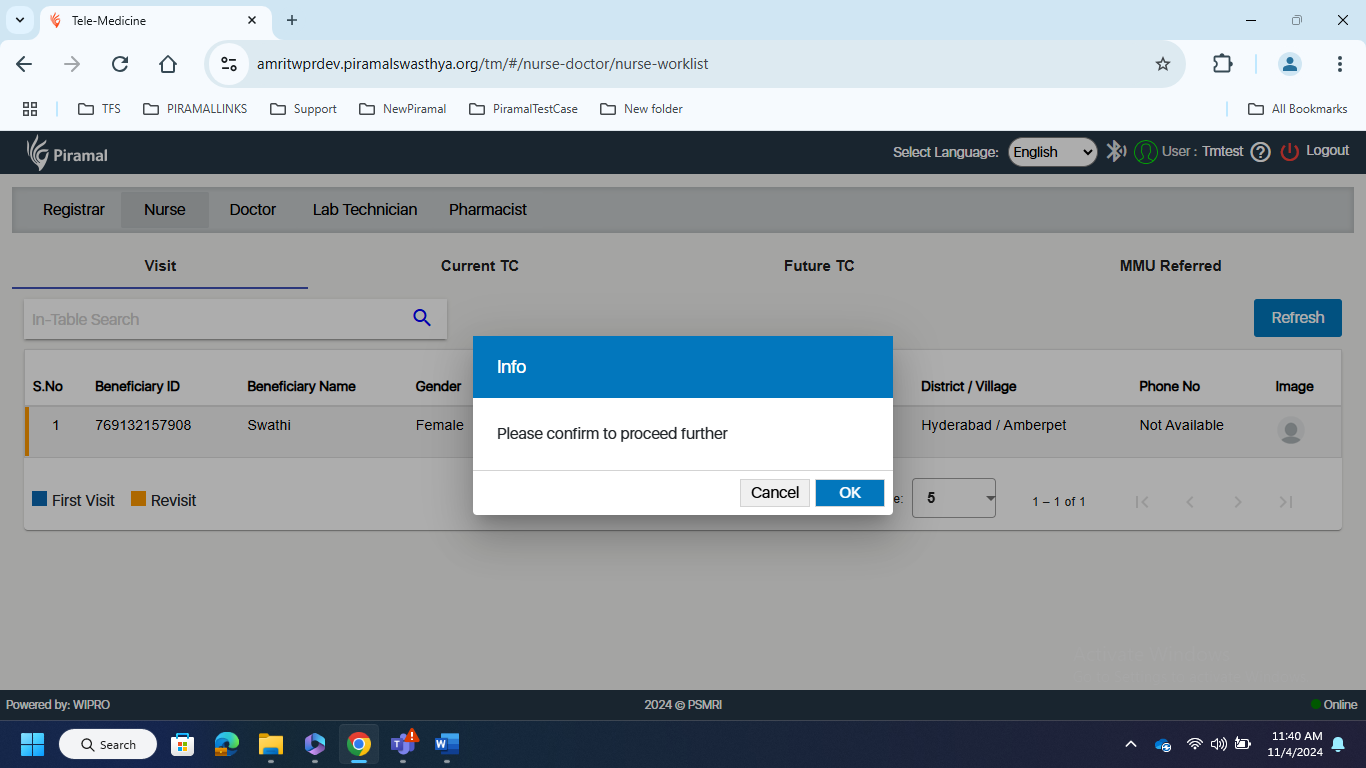 Tele-Medicine
amritwprdev.piramalswasthya.org/tm/#/nurse-doctor/nurse-worklist
TFS PIRAMALLINKS Support NewPiramal PiramalTestCase New folder All Bookmarks
Piramal Select Language: English User : Tmtest Logout
Registrar Nurse Doctor Lab Technician Pharmacist
Visit Current TC Future TC MMU Referred
In-Table Search Refresh
Info
S.No Beneficiary ID Beneficiary Name Gender District / Village Phone No Image
1 769132157908 Swathi Female Hyderabad / Amberpet Not Available
Please confirm to proceed further
Cancel OK
First Visit Revisit e: 5 1 – 1 of 1
Powered by: WIPRO 2024 © PSMRI Online
Search 11:40 AM
11/4/2024